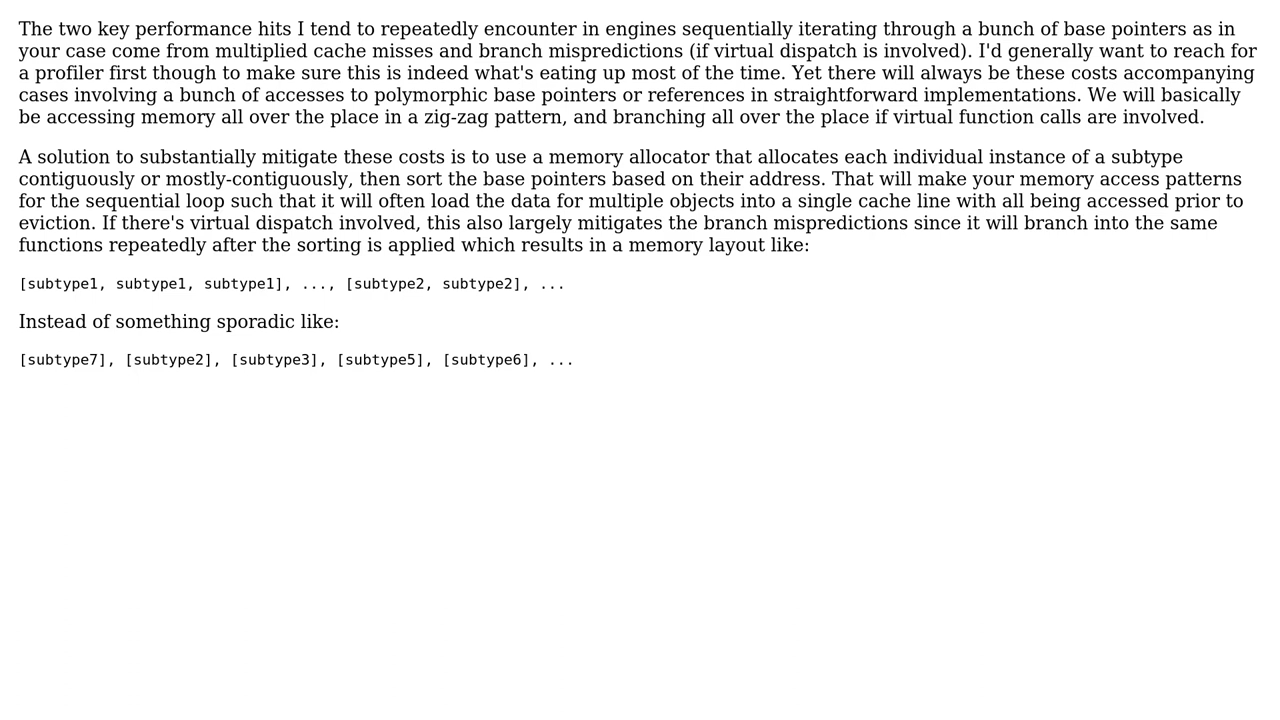 The two key performance hits I tend to repeatedly encounter in engines sequentially iterating through a bunch of base pointers as in
your case come from multiplied cache misses and branch mispredictions (if virtual dispatch is involved). I'd generally want to reach for
a profiler first though to make sure this is indeed what's eating up most of the time. Yet there will always be these costs accompanying
cases involving a bunch of accesses to polymorphic base pointers or references in straightforward implementations. We will basically
be accessing memory all over the place in a zig-zag pattern, and branching all over the place if virtual function calls are involved.
A solution to substantially mitigate these costs is to use a memory allocator that allocates each individual instance of a subtype
contiguously or mostly-contiguously, then sort the base pointers based on their address. That will make your memory access patterns
for the sequential loop such that it will often load the data for multiple objects into a single cache line with all being accessed prior to
eviction. If there's virtual dispatch involved, this also largely mitigates the branch mispredictions since it will branch into the same
functions repeatedly after the sorting is applied which results in a memory layout like:
[subtype1, subtype1, subtype1], ..., [subtype2, subtype2], ...
Instead of something sporadic like:
[subtype7], [subtype2], [subtype3], [subtype5], [subtype6], ...